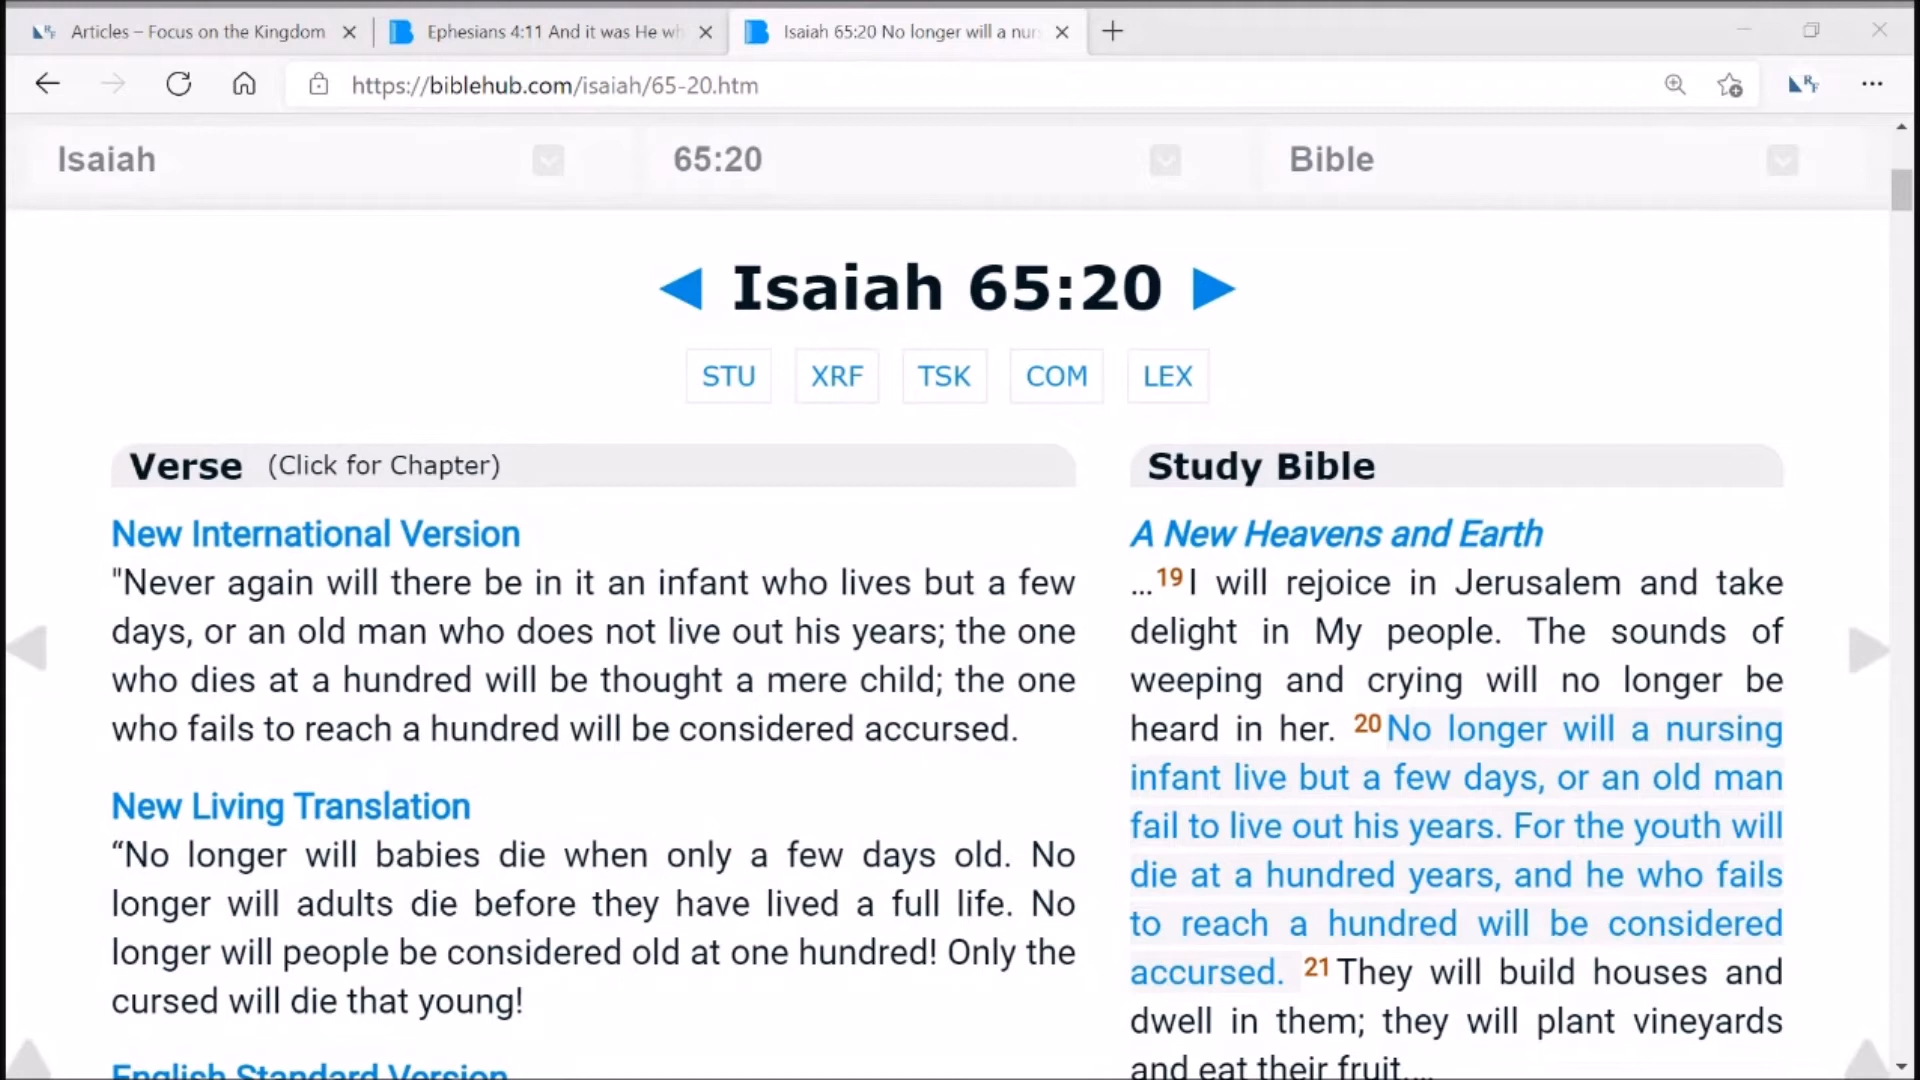 Articles – Focus on the Kingdom
Ephesians 4:11 And it was He wh
Isaiah 65:20 No longer will a nur
https://biblehub.com/isaiah/65-20.htm
Isaiah
65:20
Bible
Isaiah 65:20
STU XRF TSK COM LEX
Verse (Click for Chapter)
New International Version
"Never again will there be in it an infant who lives but a few
days, or an old man who does not live out his years; the one
who dies at a hundred will be thought a mere child; the one
who fails to reach a hundred will be considered accursed.
New Living Translation
“No longer will babies die when only a few days old. No
longer will adults die before they have lived a full life. No
longer will people be considered old at one hundred! Only the
cursed will die that young!
English Standard Version
Study Bible
A New Heavens and Earth
…19I will rejoice in Jerusalem and take
delight in My people. The sounds of
weeping and crying will no longer be
heard in her. 20No longer will a nursing
infant live but a few days, or an old man
fail to live out his years. For the youth will
die at a hundred years, and he who fails
to reach a hundred will be considered
accursed. 21They will build houses and
dwell in them; they will plant vineyards
and eat their fruit.…